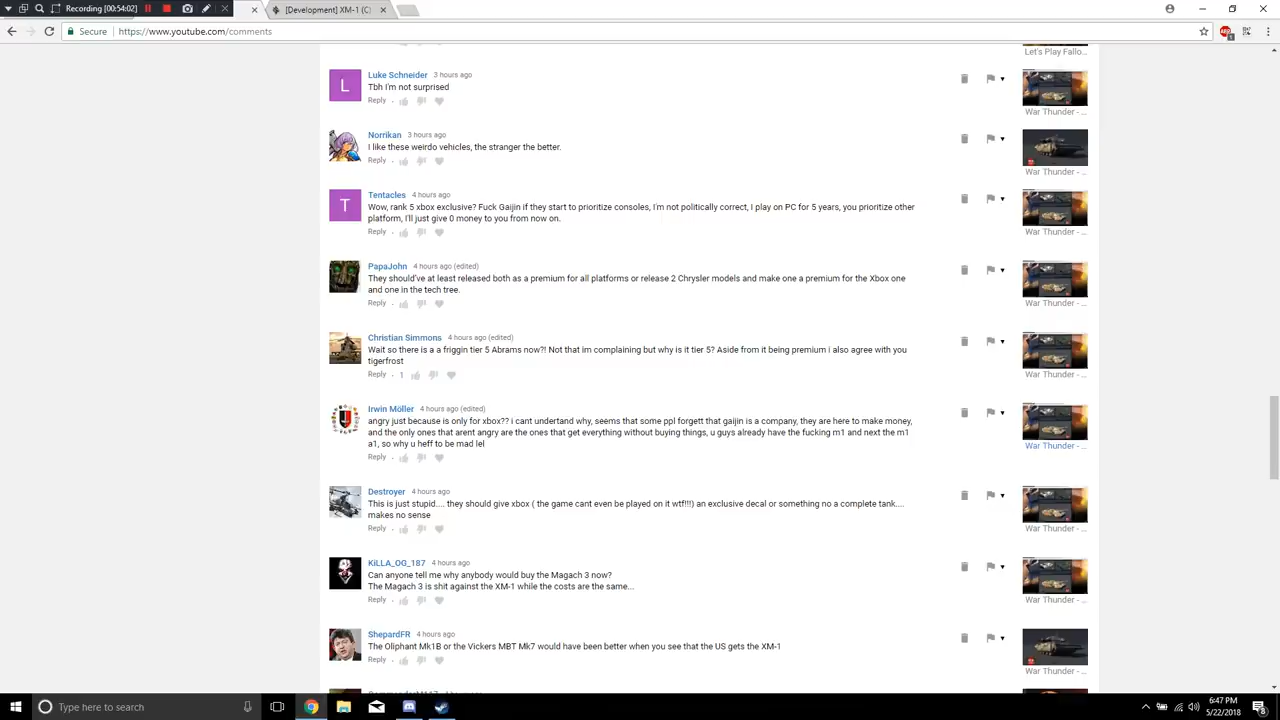 Recording [00:54:02]
[Development] XM-1 (C
Secure https://www.youtube.com/comments
Let's Play Fallo...
Luke Schneider 3 hours ago
Tbh I'm not surprised
Reply
War Thunder - ...
Norrikan 3 hours ago
I like these weirdo vehicles, the stranger the better.
Reply
War Thunder - ...
T
Tentacles 4 hours ago
Wow, rank 5 xbox exclusive? Fuck Gaijin if they start to prioritize consoles, I'm not politically correct, I play on PC for 5 years, you prioritize other
platform, I'll just give 0 money to you from now on.
Reply
War Thunder - ...
PapaJohn 4 hours ago (edited)
They should've at least released both as a premium for all platforms or release 2 Chrysler models and make one a premium for the Xbox one
and one in the tech tree.
Reply
War Thunder - ...
Christian Simmons 4 hours ago (edited)
Wait so there is a a friggin tier 5 Abrams now?! Not that im complaining but why is it tier 5? Aside from it being premium i also agree with you
tigerfrost
Reply 1
War Thunder - ...
Irwin Möller 4 hours ago (edited)
angry just because is only for xbox?? i cant undertand why, seems that some ppl forgett that gaijin is a company, they are here to make money,
and the only ones that arent angry are the ones that get everything without buying things, u guys already have the fucking m1 and next the m1
a1, so why u heff to be mad lel
Reply
War Thunder - ...
Destroyer 4 hours ago
This is just stupid.... they should give xbox ( the game cant even be played on it wtf!!!) an exclusive decal or something no a complete tank....
makes no sense
Reply
War Thunder - ...
KiLLA_OG_187 4 hours ago
Can anyone tell me why anybody would buy the Magach 3 now?
The Magach 3 is shit against the XM-1 while the costs are the same...
Reply
War Thunder - ...
ShepardFR 4 hours ago
The Oliphant Mk1B or the Vickers MBT Mk7 would have been better when you see that the US gets the XM-1
Reply
War Thunder - ...
Type here to search
6:47 PM
5/22/2018